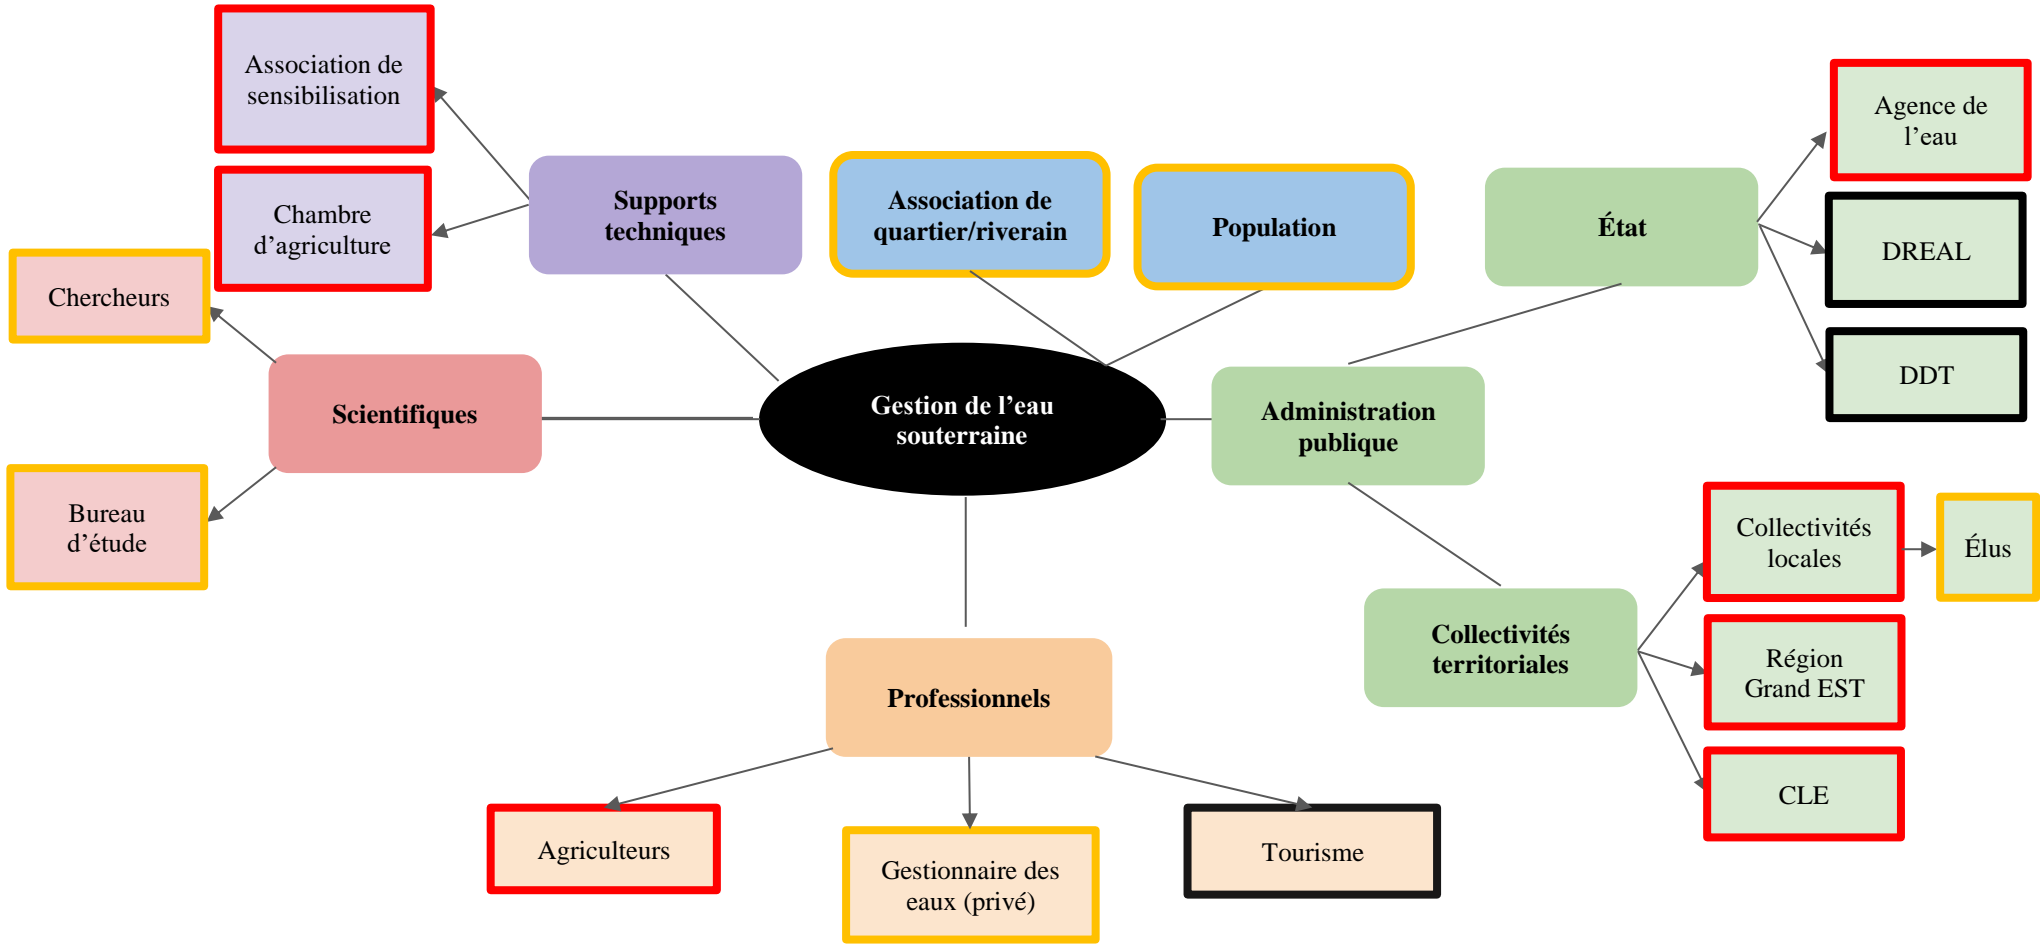 Association de
sensibilisation
Chambre
d’agriculture
Supports
techniques
Association de
quartier/riverain
Population
État
Agence de
l’eau
DREAL
DDT
Chercheurs
Scientifiques
Bureau
d’étude
Gestion de l’eau
souterraine
Administration
publique
Collectivités
territoriales
Collectivités
locales
Élus
Région
Grand EST
CLE
Professionnels
Agriculteurs
Gestionnaire des
eaux (privé)
Tourisme